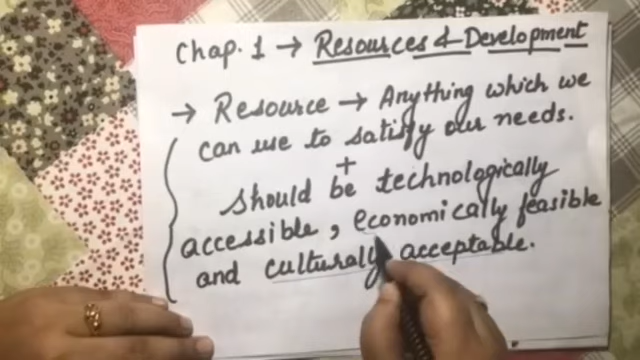 Chap. 1 → Resources & Development
→ Resource → Anything which we
can use to satisfy our needs.
+
should be technologically
accessible, economically feasible
and culturally acceptable.